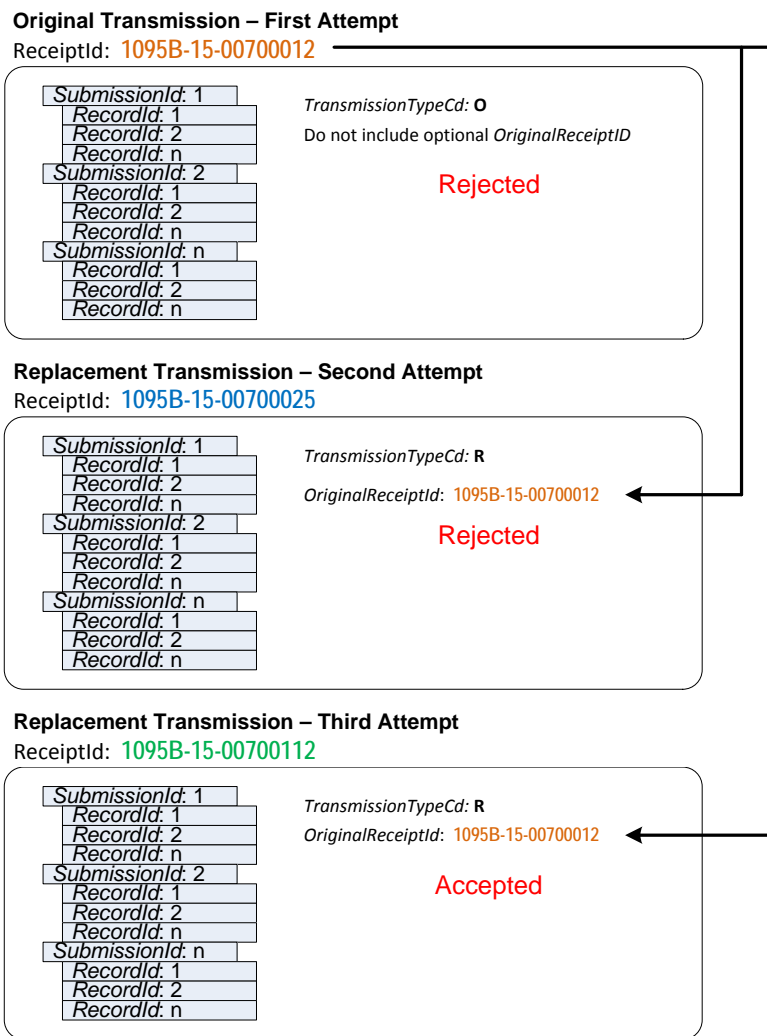 Original Transmission – First Attempt
ReceiptId: 1095B-15-00700012
SubmissionId: 1
RecordId: 1
RecordId: 2
RecordId: n
SubmissionId: 2
RecordId: 1
RecordId: 2
RecordId: n
SubmissionId: n
RecordId: 1
RecordId: 2
RecordId: n
TransmissionTypeCd: O
Do not include optional OriginalReceiptID
Rejected
Replacement Transmission – Second Attempt
ReceiptId: 1095B-15-00700025
SubmissionId: 1
RecordId: 1
RecordId: 2
RecordId: n
SubmissionId: 2
RecordId: 1
RecordId: 2
RecordId: n
SubmissionId: n
RecordId: 1
RecordId: 2
RecordId: n
TransmissionTypeCd: R
OriginalReceiptId: 1095B-15-00700012
Rejected
Replacement Transmission – Third Attempt
ReceiptId: 1095B-15-00700112
SubmissionId: 1
RecordId: 1
RecordId: 2
RecordId: n
SubmissionId: 2
RecordId: 1
RecordId: 2
RecordId: n
SubmissionId: n
RecordId: 1
RecordId: 2
RecordId: n
TransmissionTypeCd: R
OriginalReceiptId: 1095B-15-00700012
Accepted